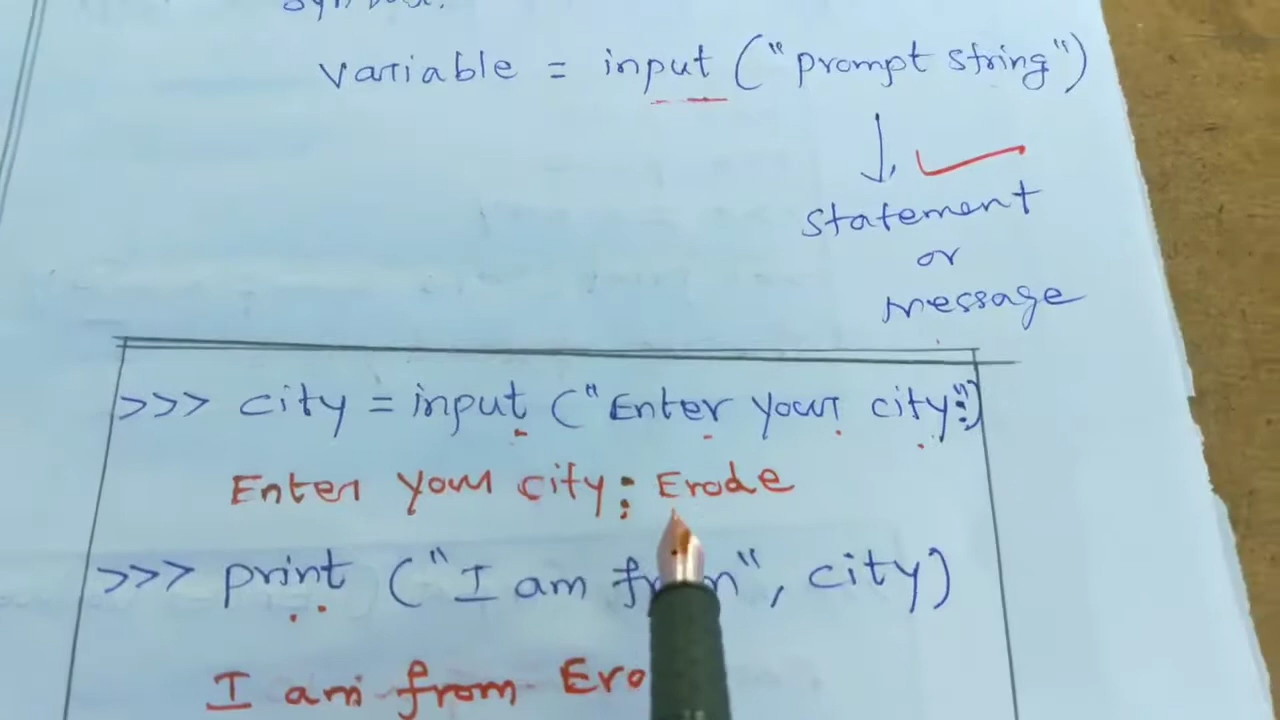 variable = input ("prompt string")
statement
or
message
>>> city = input ("Enter your city:")
Enter your city: Erode
>>> print ("I am from", city)
I am from